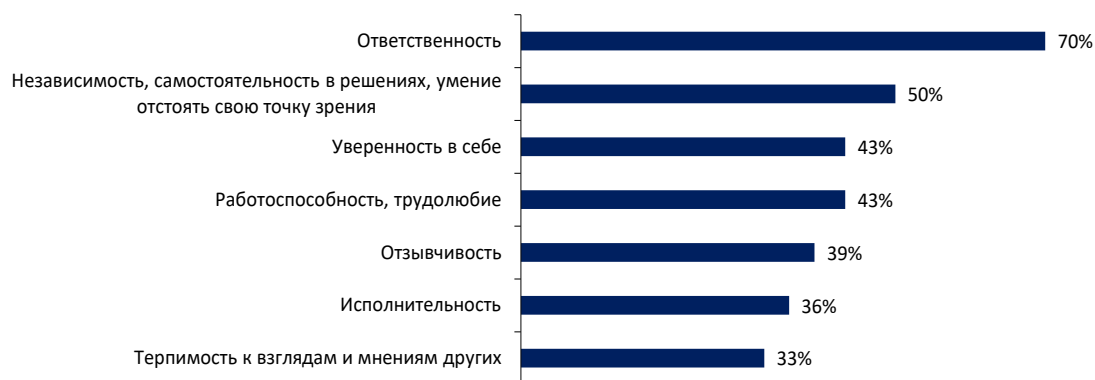 Ответственность 70%
Независимость, самостоятельность в решениях, умение
отстоять свою точку зрения 50%
Уверенность в себе 43%
Работоспособность, трудолюбие 43%
Отзывчивость 39%
Исполнительность 36%
Терпимость к взглядам и мнениям других 33%